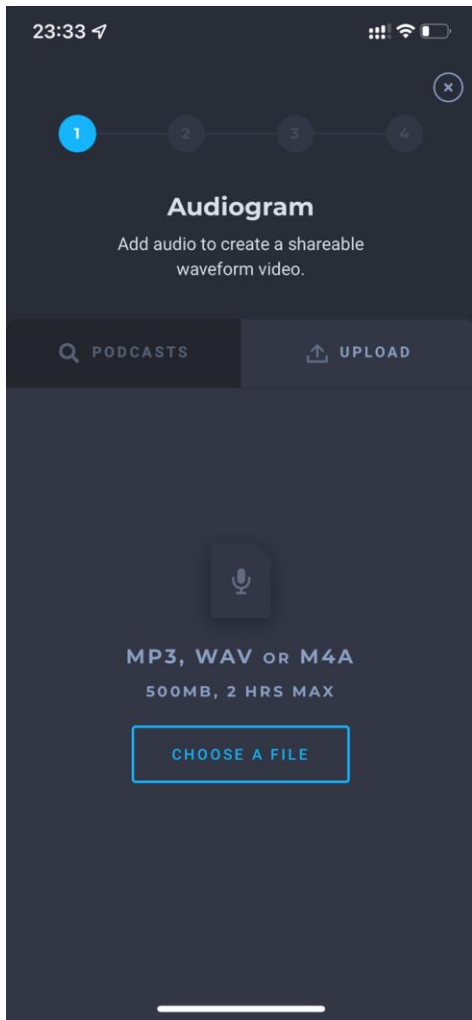 23:33
1 2 3 4
Audiogram
Add audio to create a shareable
waveform video.
PODCASTS UPLOAD
MP3, WAV OR M4A
500MB, 2 HRS MAX
CHOOSE A FILE